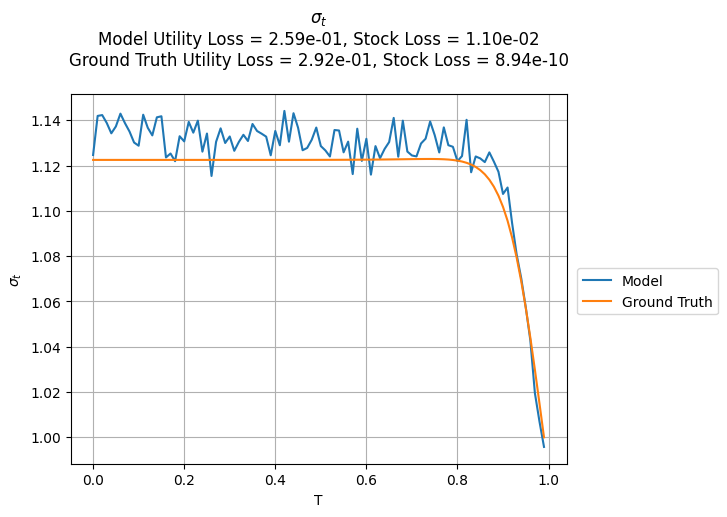 σₜ
Model Utility Loss = 2.59e-01, Stock Loss = 1.10e-02
Ground Truth Utility Loss = 2.92e-01, Stock Loss = 8.94e-10
1.14
1.12
1.10
1.08
1.06
1.04
1.02
1.00
σₜ
0.0 0.2 0.4 0.6 0.8 1.0
T
Model
Ground Truth